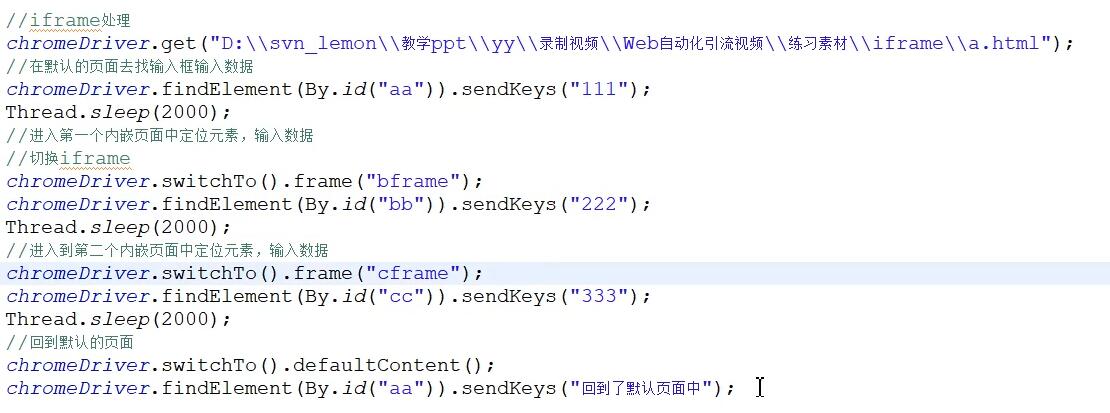 //iframe处理
chromeDriver.get("D:\\svn_lemon\\教学ppt\\yy\\录制视频\\Web自动化引流视频\\练习素材\\iframe\\a.html");
//在默认的页面去找输入框输入数据
chromeDriver.findElement(By.id("aa")).sendKeys("111");
Thread.sleep(2000);
//进入第一个内嵌页面中定位元素，输入数据
//切换iframe
chromeDriver.switchTo().frame("bframe");
chromeDriver.findElement(By.id("bb")).sendKeys("222");
Thread.sleep(2000);
//进入到第二个内嵌页面中定位元素，输入数据
chromeDriver.switchTo().frame("cframe");
chromeDriver.findElement(By.id("cc")).sendKeys("333");
Thread.sleep(2000);
//回到默认的页面
chromeDriver.switchTo().defaultContent();
chromeDriver.findElement(By.id("aa")).sendKeys("回到了默认页面中");